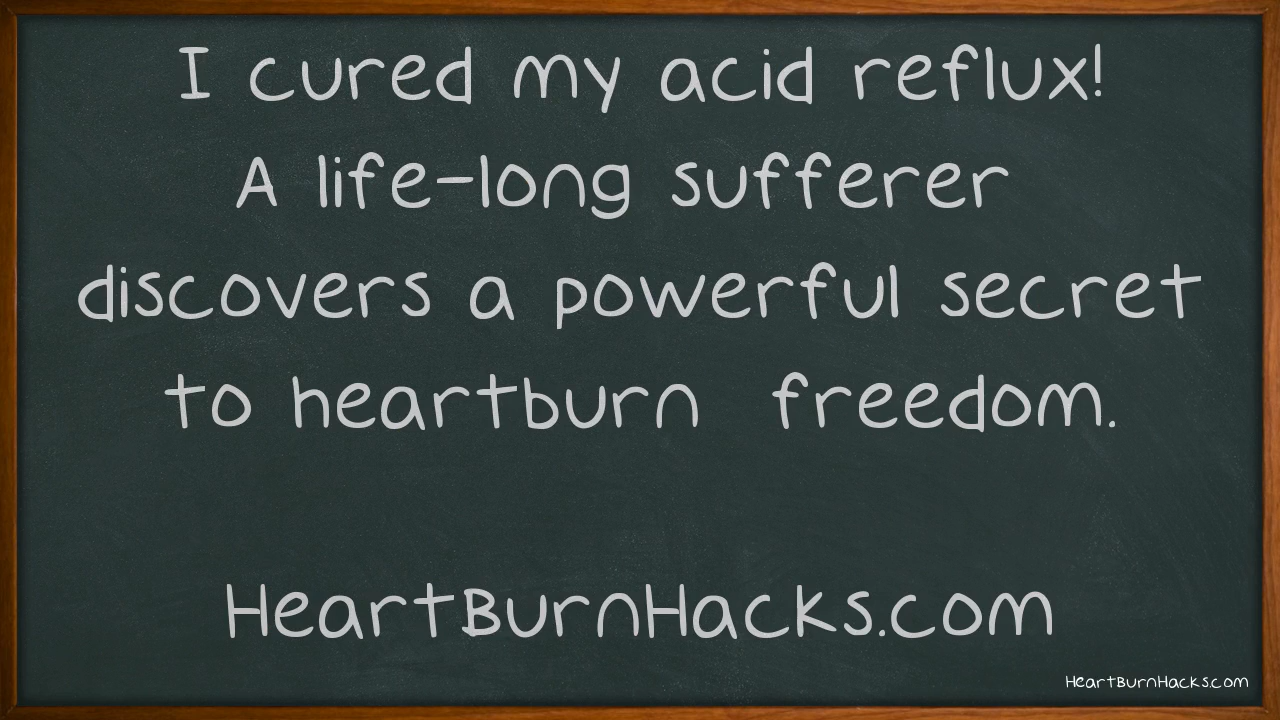 I cured my acid reflux!
A life-long sufferer
discovers a powerful secret
to heartburn freedom.
HeartBurnHacks.com
HeartBurnHacks.com